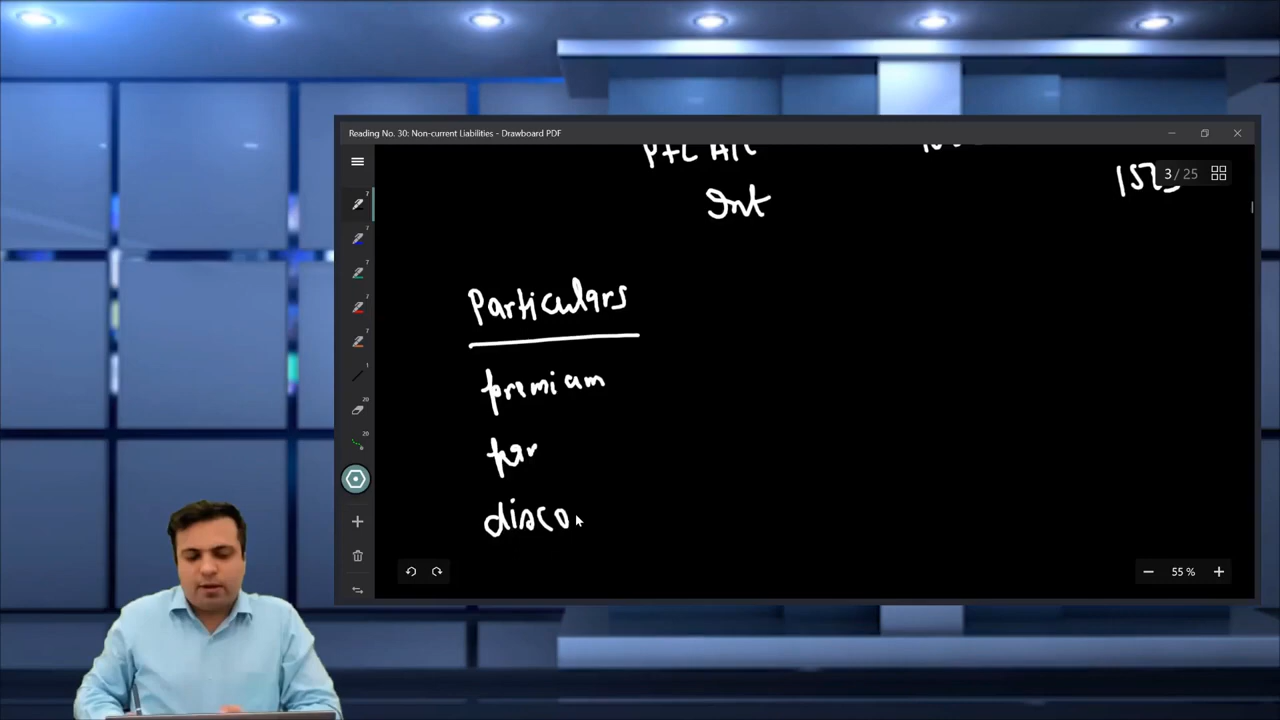 Reading No. 30: Non-current Liabilities - Drawboard PDF
P+L A/C
3 / 25
Int
Particulars
premium
par
disco
55 %